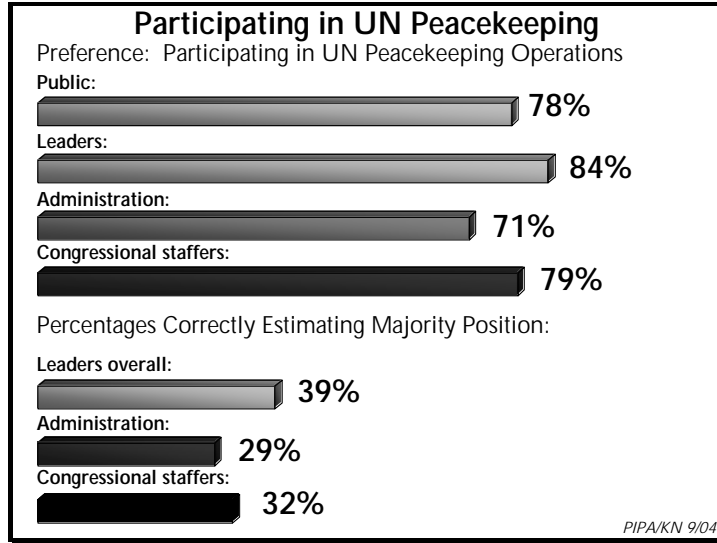 Participating in UN Peacekeeping
Preference: Participating in UN Peacekeeping Operations
Public:
78%
Leaders:
84%
Administration:
71%
Congressional staffers:
79%
Percentages Correctly Estimating Majority Position:
Leaders overall:
39%
Administration:
29%
Congressional staffers:
32%
PIPA/KN 9/04